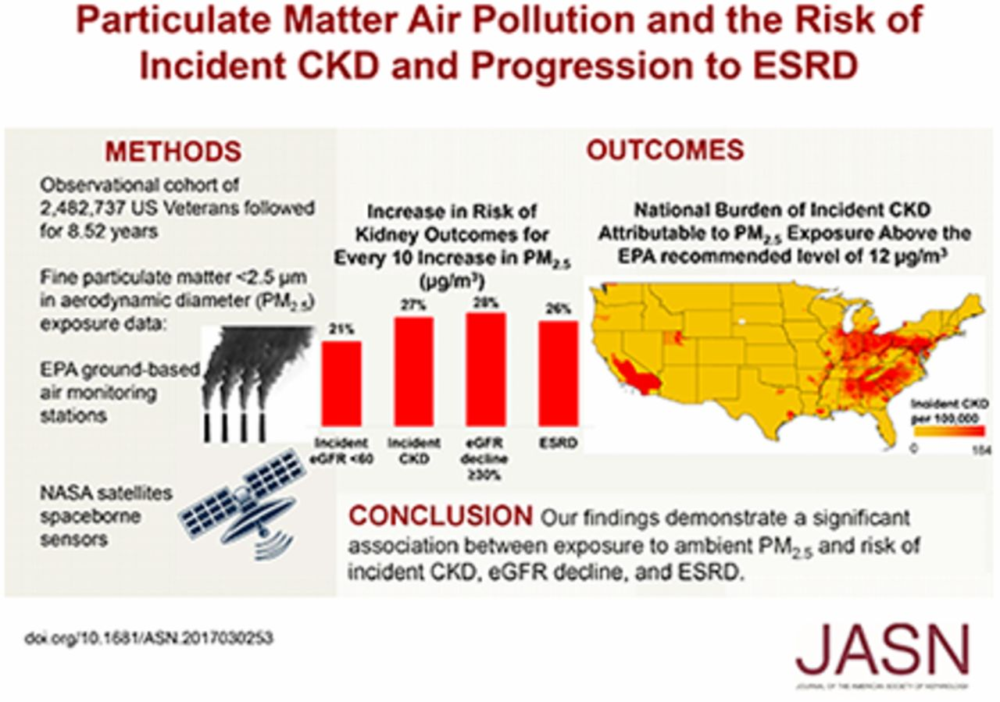 Particulate Matter Air Pollution and the Risk of
Incident CKD and Progression to ESRD
METHODS
Observational cohort of
2,482,737 US Veterans followed
for 8.52 years
Fine particulate matter <2.5 µm
in aerodynamic diameter (PM2.5)
exposure data:
EPA ground-based
air monitoring
stations
NASA satellites
spaceborne
sensors
OUTCOMES
Increase in Risk of
Kidney Outcomes for
Every 10 Increase in PM2.5
(µg/m³)
21%
27%
28%
26%
Incident
eGFR <60
Incident
CKD
eGFR
decline
≥30%
ESRD
National Burden of Incident CKD
Attributable to PM2.5 Exposure Above the
EPA recommended level of 12 µg/m³
Incident CKD
per 100,000
0
CONCLUSION Our findings demonstrate a significant
association between exposure to ambient PM2.5 and risk of
incident CKD, eGFR decline, and ESRD.
doi.org/10.1681/ASN.2017030253
JASN
JOURNAL OF THE AMERICAN SOCIETY OF NEPHROLOGY